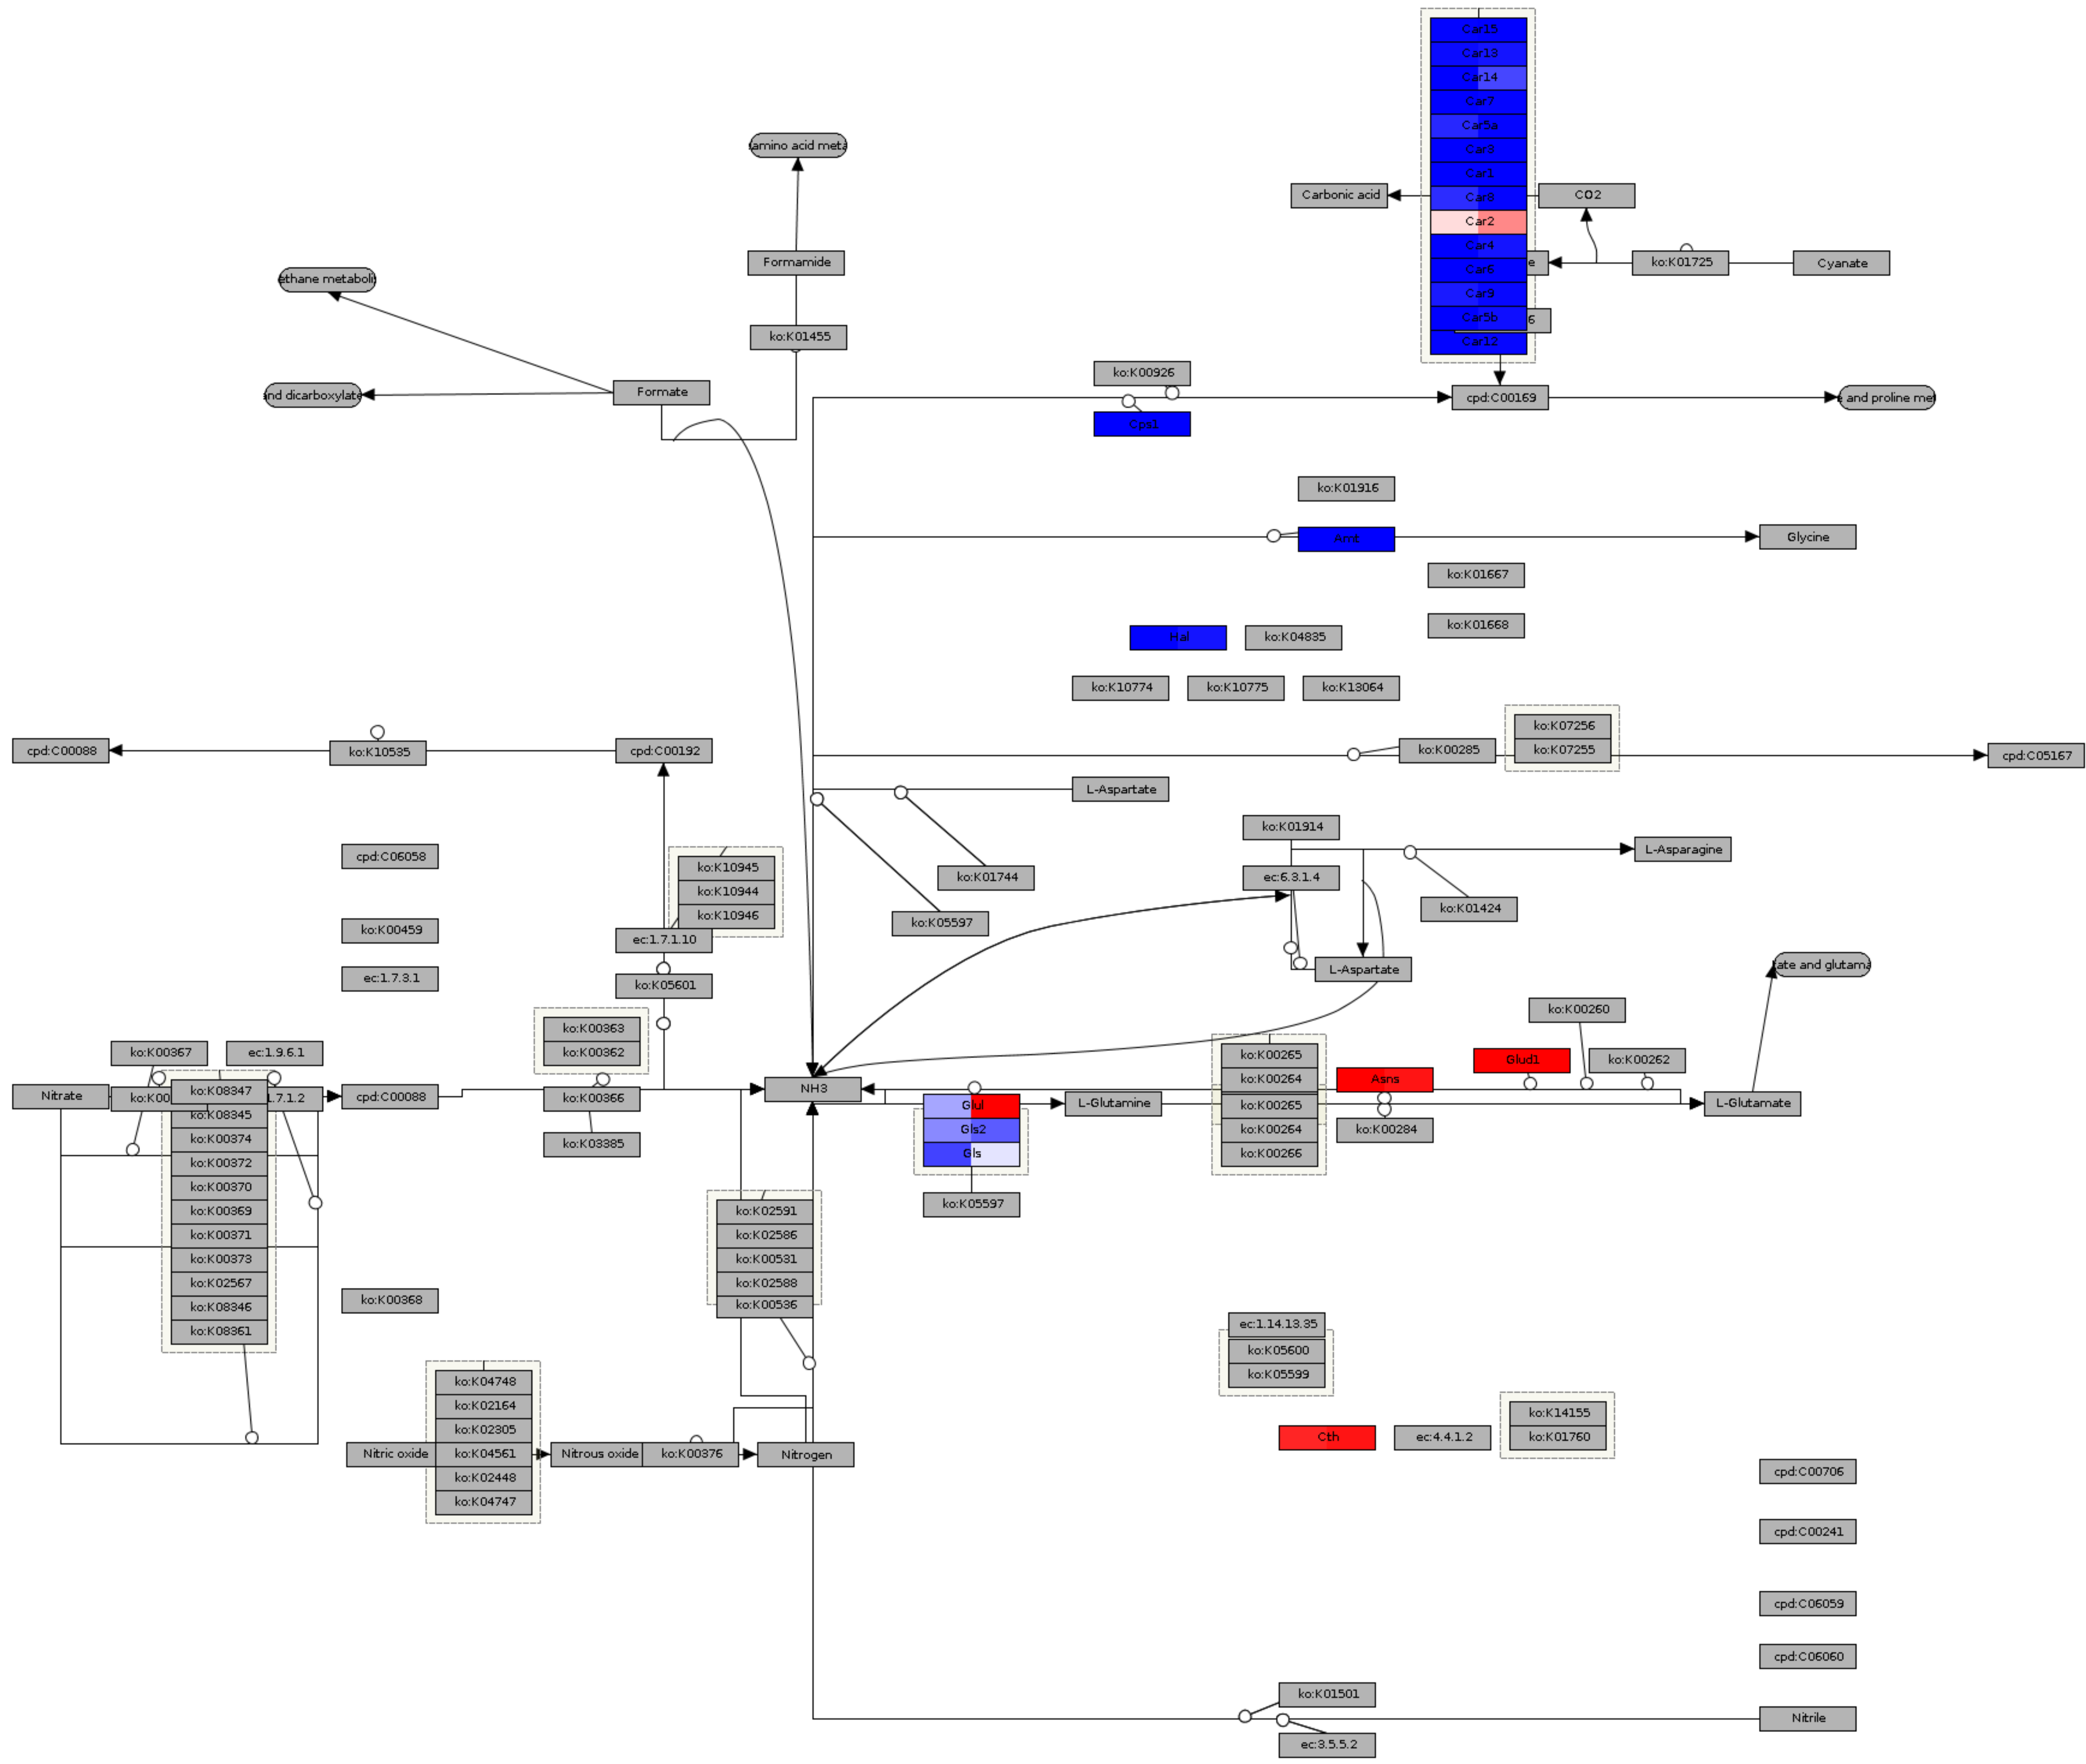 Car15
Car13
Car14
Car7
Car5a
Car3
Car1
Car8
Car2
Car4
Car6
Car9
Car5b
Car12
amino acid meta
Carbonic acid
CO2
Formamide
e
ko:K01725
Cyanate
ethane metaboli
ko:K01455
6
ko:K00926
Formate
nd dicarboxylate
cpd:C00169
e and proline met
Cps1
ko:K01916
Amt
Glycine
ko:K01667
ko:K01668
Hal
ko:K04835
ko:K10774
ko:K10775
ko:K13064
ko:K07256
ko:K07255
cpd:C00088
ko:K10535
cpd:C00192
ko:K00285
cpd:C05167
L-Aspartate
ko:K01914
L-Asparagine
cpd:C06058
ko:K10945
ko:K10944
ko:K10946
ko:K01744
ec:6.3.1.4
ko:K01424
ko:K05597
ko:K00459
ec:1.7.1.10
ec:1.7.3.1
ko:K05601
L-Aspartate
ate and glutama
ko:K00260
ko:K00363
ko:K00362
ko:K00367
ec:1.9.6.1
ko:K00265
ko:K00264
Glud1
ko:K00262
Asns
Nitrate
ko:K00
1.7.1.2
cpd:C00088
ko:K00366
NH3
Glul
Gls2
Gls
L-Glutamine
ko:K00265
ko:K00264
ko:K00266
L-Glutamate
ko:K00284
ko:K03385
ko:K05597
ko:K08347
ko:K08345
ko:K00374
ko:K00372
ko:K00370
ko:K00369
ko:K00371
ko:K00373
ko:K02567
ko:K08346
ko:K08361
ko:K02591
ko:K02586
ko:K00531
ko:K02588
ko:K00536
ko:K00368
ec:1.14.13.35
ko:K05600
ko:K05599
ko:K04748
ko:K02164
ko:K02305
ko:K04561
ko:K02448
ko:K04747
Nitric oxide
Nitrous oxide
ko:K00376
Nitrogen
Cth
ec:4.4.1.2
ko:K14155
ko:K01760
cpd:C00706
cpd:C00241
cpd:C06059
cpd:C06060
ko:K01501
Nitrile
ec:3.5.5.2